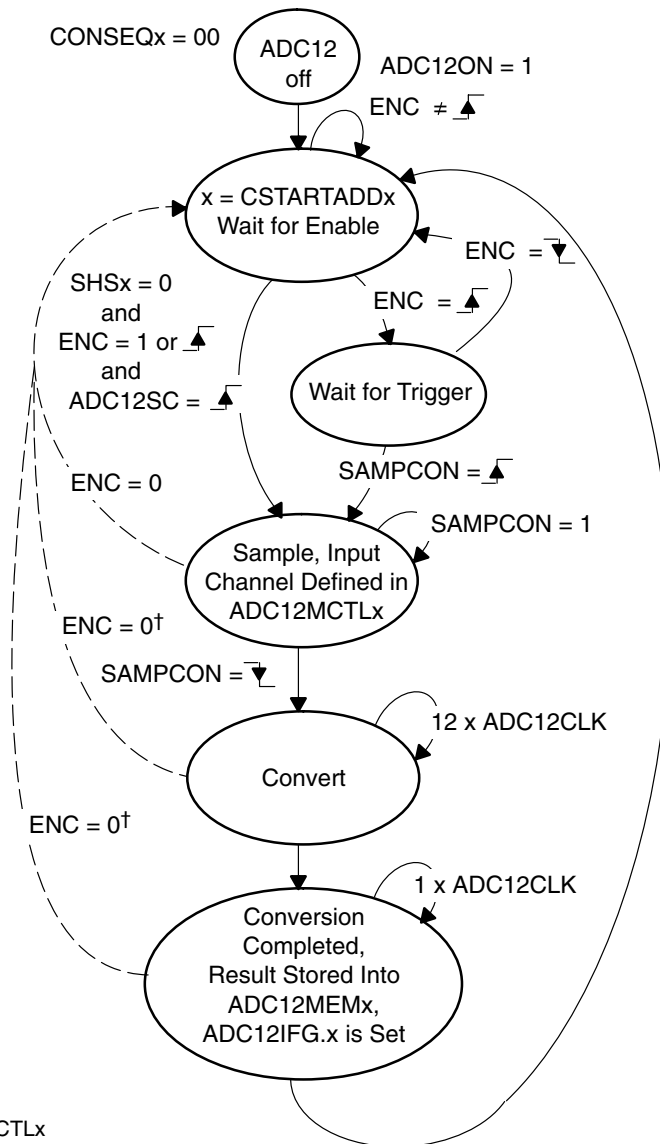 CONSEQx = 00
ADC12
off
ADC12ON = 1
ENC ≠
x = CSTARTADDx
Wait for Enable
ENC =
SHSx = 0
and
ENC = 1 or
and
ADC12SC =
ENC =
Wait for Trigger
SAMPCON =
ENC = 0
SAMPCON = 1
Sample, Input
Channel Defined in
ADC12MCTLx
ENC = 0†
SAMPCON =
12 x ADC12CLK
Convert
ENC = 0†
1 x ADC12CLK
Conversion
Completed,
Result Stored Into
ADC12MEMx,
ADC12IFG.x is Set
CTLx